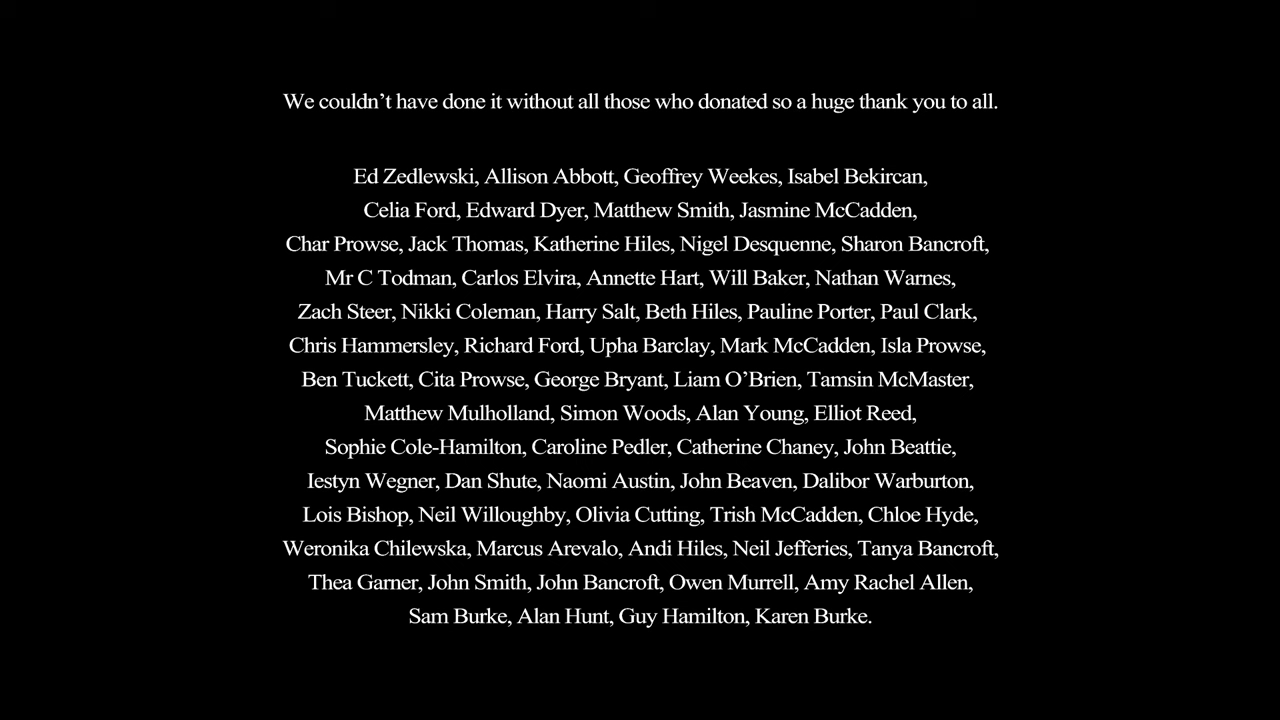 We couldn’t have done it without all those who donated so a huge thank you to all.
Ed Zedlewski, Allison Abbott, Geoffrey Weekes, Isabel Bekircan,
Celia Ford, Edward Dyer, Matthew Smith, Jasmine McCadden,
Char Prowse, Jack Thomas, Katherine Hiles, Nigel Desquenne, Sharon Bancroft,
Mr C Todman, Carlos Elvira, Annette Hart, Will Baker, Nathan Warnes,
Zach Steer, Nikki Coleman, Harry Salt, Beth Hiles, Pauline Porter, Paul Clark,
Chris Hammersley, Richard Ford, Upha Barclay, Mark McCadden, Isla Prowse,
Ben Tuckett, Cita Prowse, George Bryant, Liam O’Brien, Tamsin McMaster,
Matthew Mulholland, Simon Woods, Alan Young, Elliot Reed,
Sophie Cole-Hamilton, Caroline Pedler, Catherine Chaney, John Beattie,
Iestyn Wegner, Dan Shute, Naomi Austin, John Beaven, Dalibor Warburton,
Lois Bishop, Neil Willoughby, Olivia Cutting, Trish McCadden, Chloe Hyde,
Weronika Chilewska, Marcus Arevalo, Andi Hiles, Neil Jefferies, Tanya Bancroft,
Thea Garner, John Smith, John Bancroft, Owen Murrell, Amy Rachel Allen,
Sam Burke, Alan Hunt, Guy Hamilton, Karen Burke.